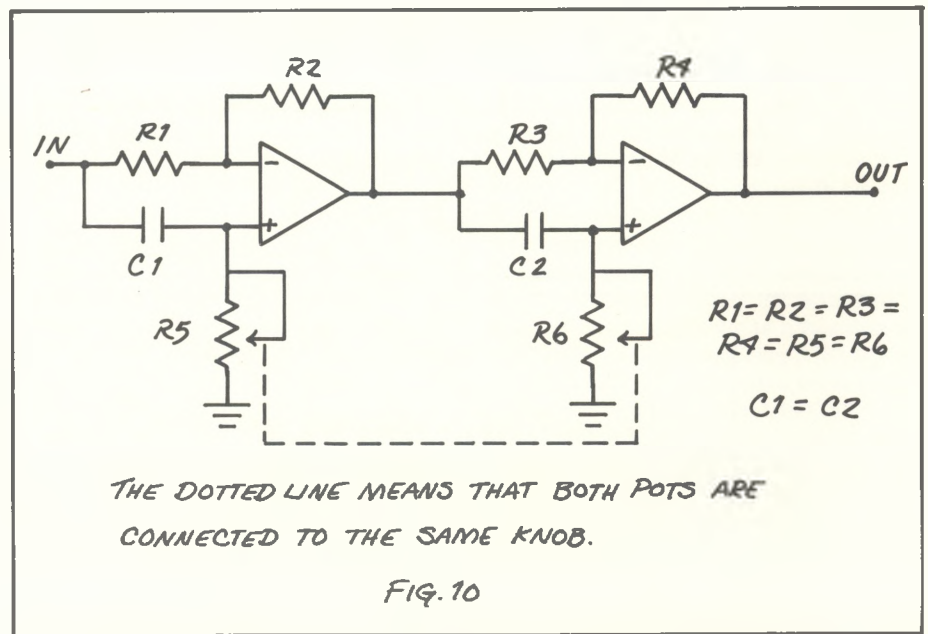 R2
R4
IN
R1
R3
OUT
-
-
+
+
C1
C2
R5
R6
R1 = R2 = R3 =
R4 = R5 = R6
C1 = C2
THE DOTTED LINE MEANS THAT BOTH POTS ARE
CONNECTED TO THE SAME KNOB.
FIG. 10